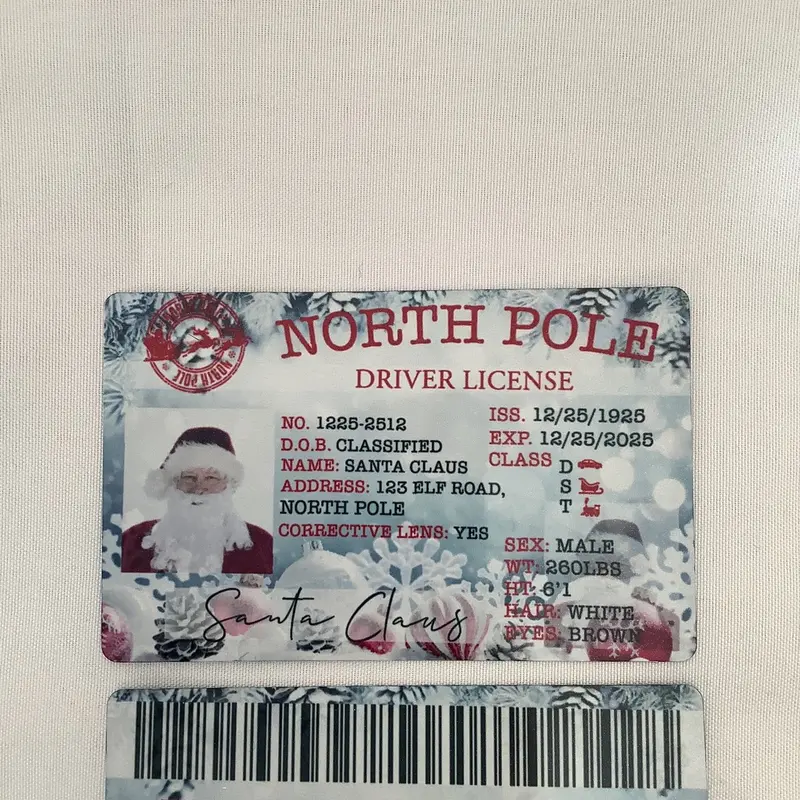 NORTH POLE
NORTH POLE
DRIVER LICENSE
NO. 1225-2512
D.O.B. CLASSIFIED
NAME: SANTA CLAUS
ADDRESS: 123 ELF ROAD,
NORTH POLE
CORRECTIVE LENS: YES
ISS. 12/25/1925
EXP. 12/25/2025
CLASS D
S
T
SEX: MALE
WT: 260LBS
HT: 6'1
HAIR: WHITE
EYES: BROWN
Santa Claus